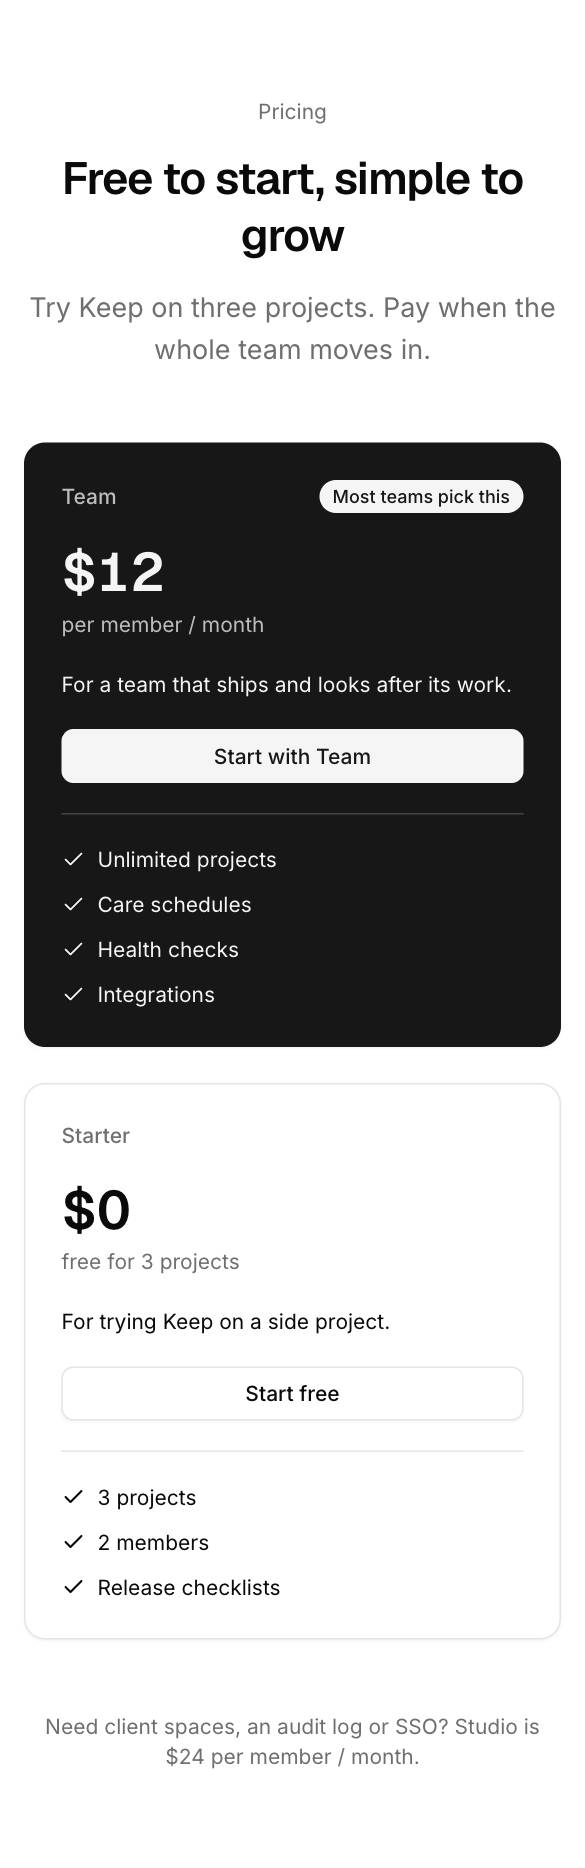 Pricing
Free to start, simple to
grow
Try Keep on three projects. Pay when the
whole team moves in.
Team
Most teams pick this
$12
per member / month
For a team that ships and looks after its work.
Start with Team
Unlimited projects
Care schedules
Health checks
Integrations
Starter
$0
free for 3 projects
For trying Keep on a side project.
Start free
3 projects
2 members
Release checklists
Need client spaces, an audit log or SSO? Studio is
$24 per member / month.